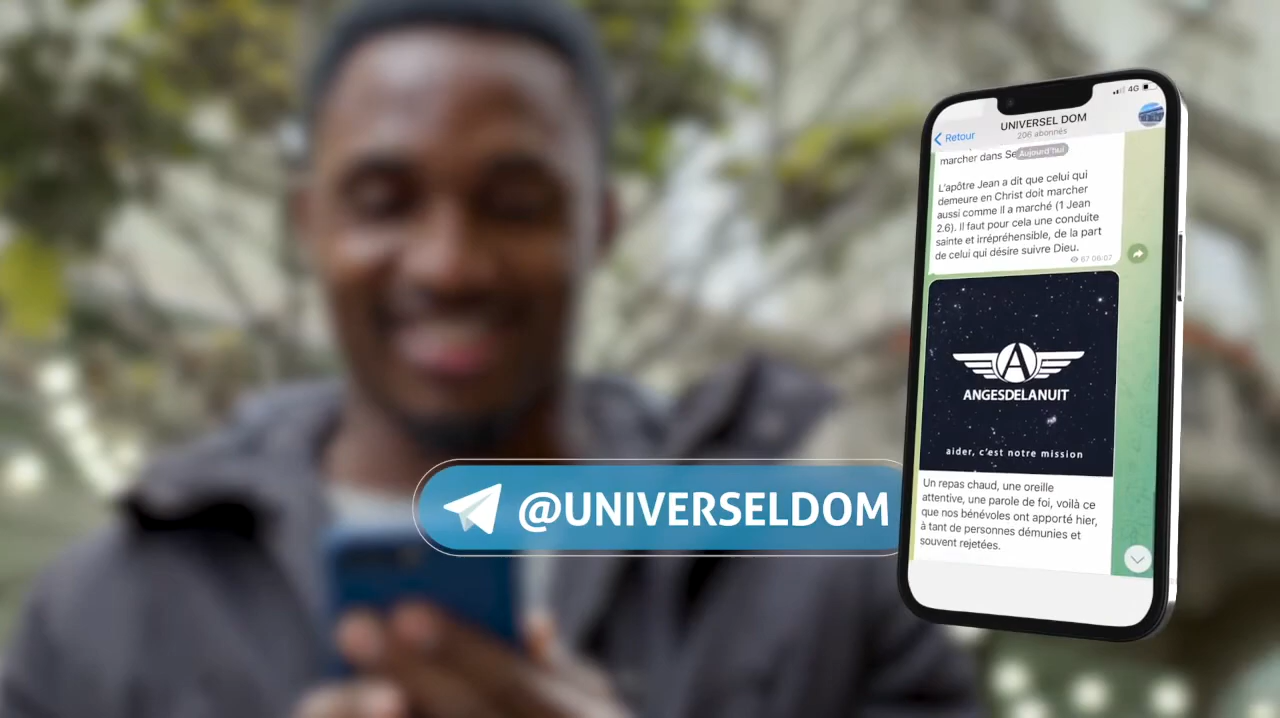 4G
Retour
UNIVERSEL DOM
206 abonnés
Aujourd'hui
marcher dans
L'apôtre Jean a dit que celui qui
demeure en Christ doit marcher
aussi comme Il a marché (1 Jean
2.6). Il faut pour cela une conduite
sainte et irrépréhensible, de la part
de celui qui désire suivre Dieu.
67 06:07
A
ANGESDELANUIT
aider, c'est notre mission
@UNIVERSELDOM
Un repas chaud, une oreille
attentive, une parole de foi, voilà ce
que nos bénévoles ont apporté hier,
à tant de personnes démunies et
souvent rejetées.